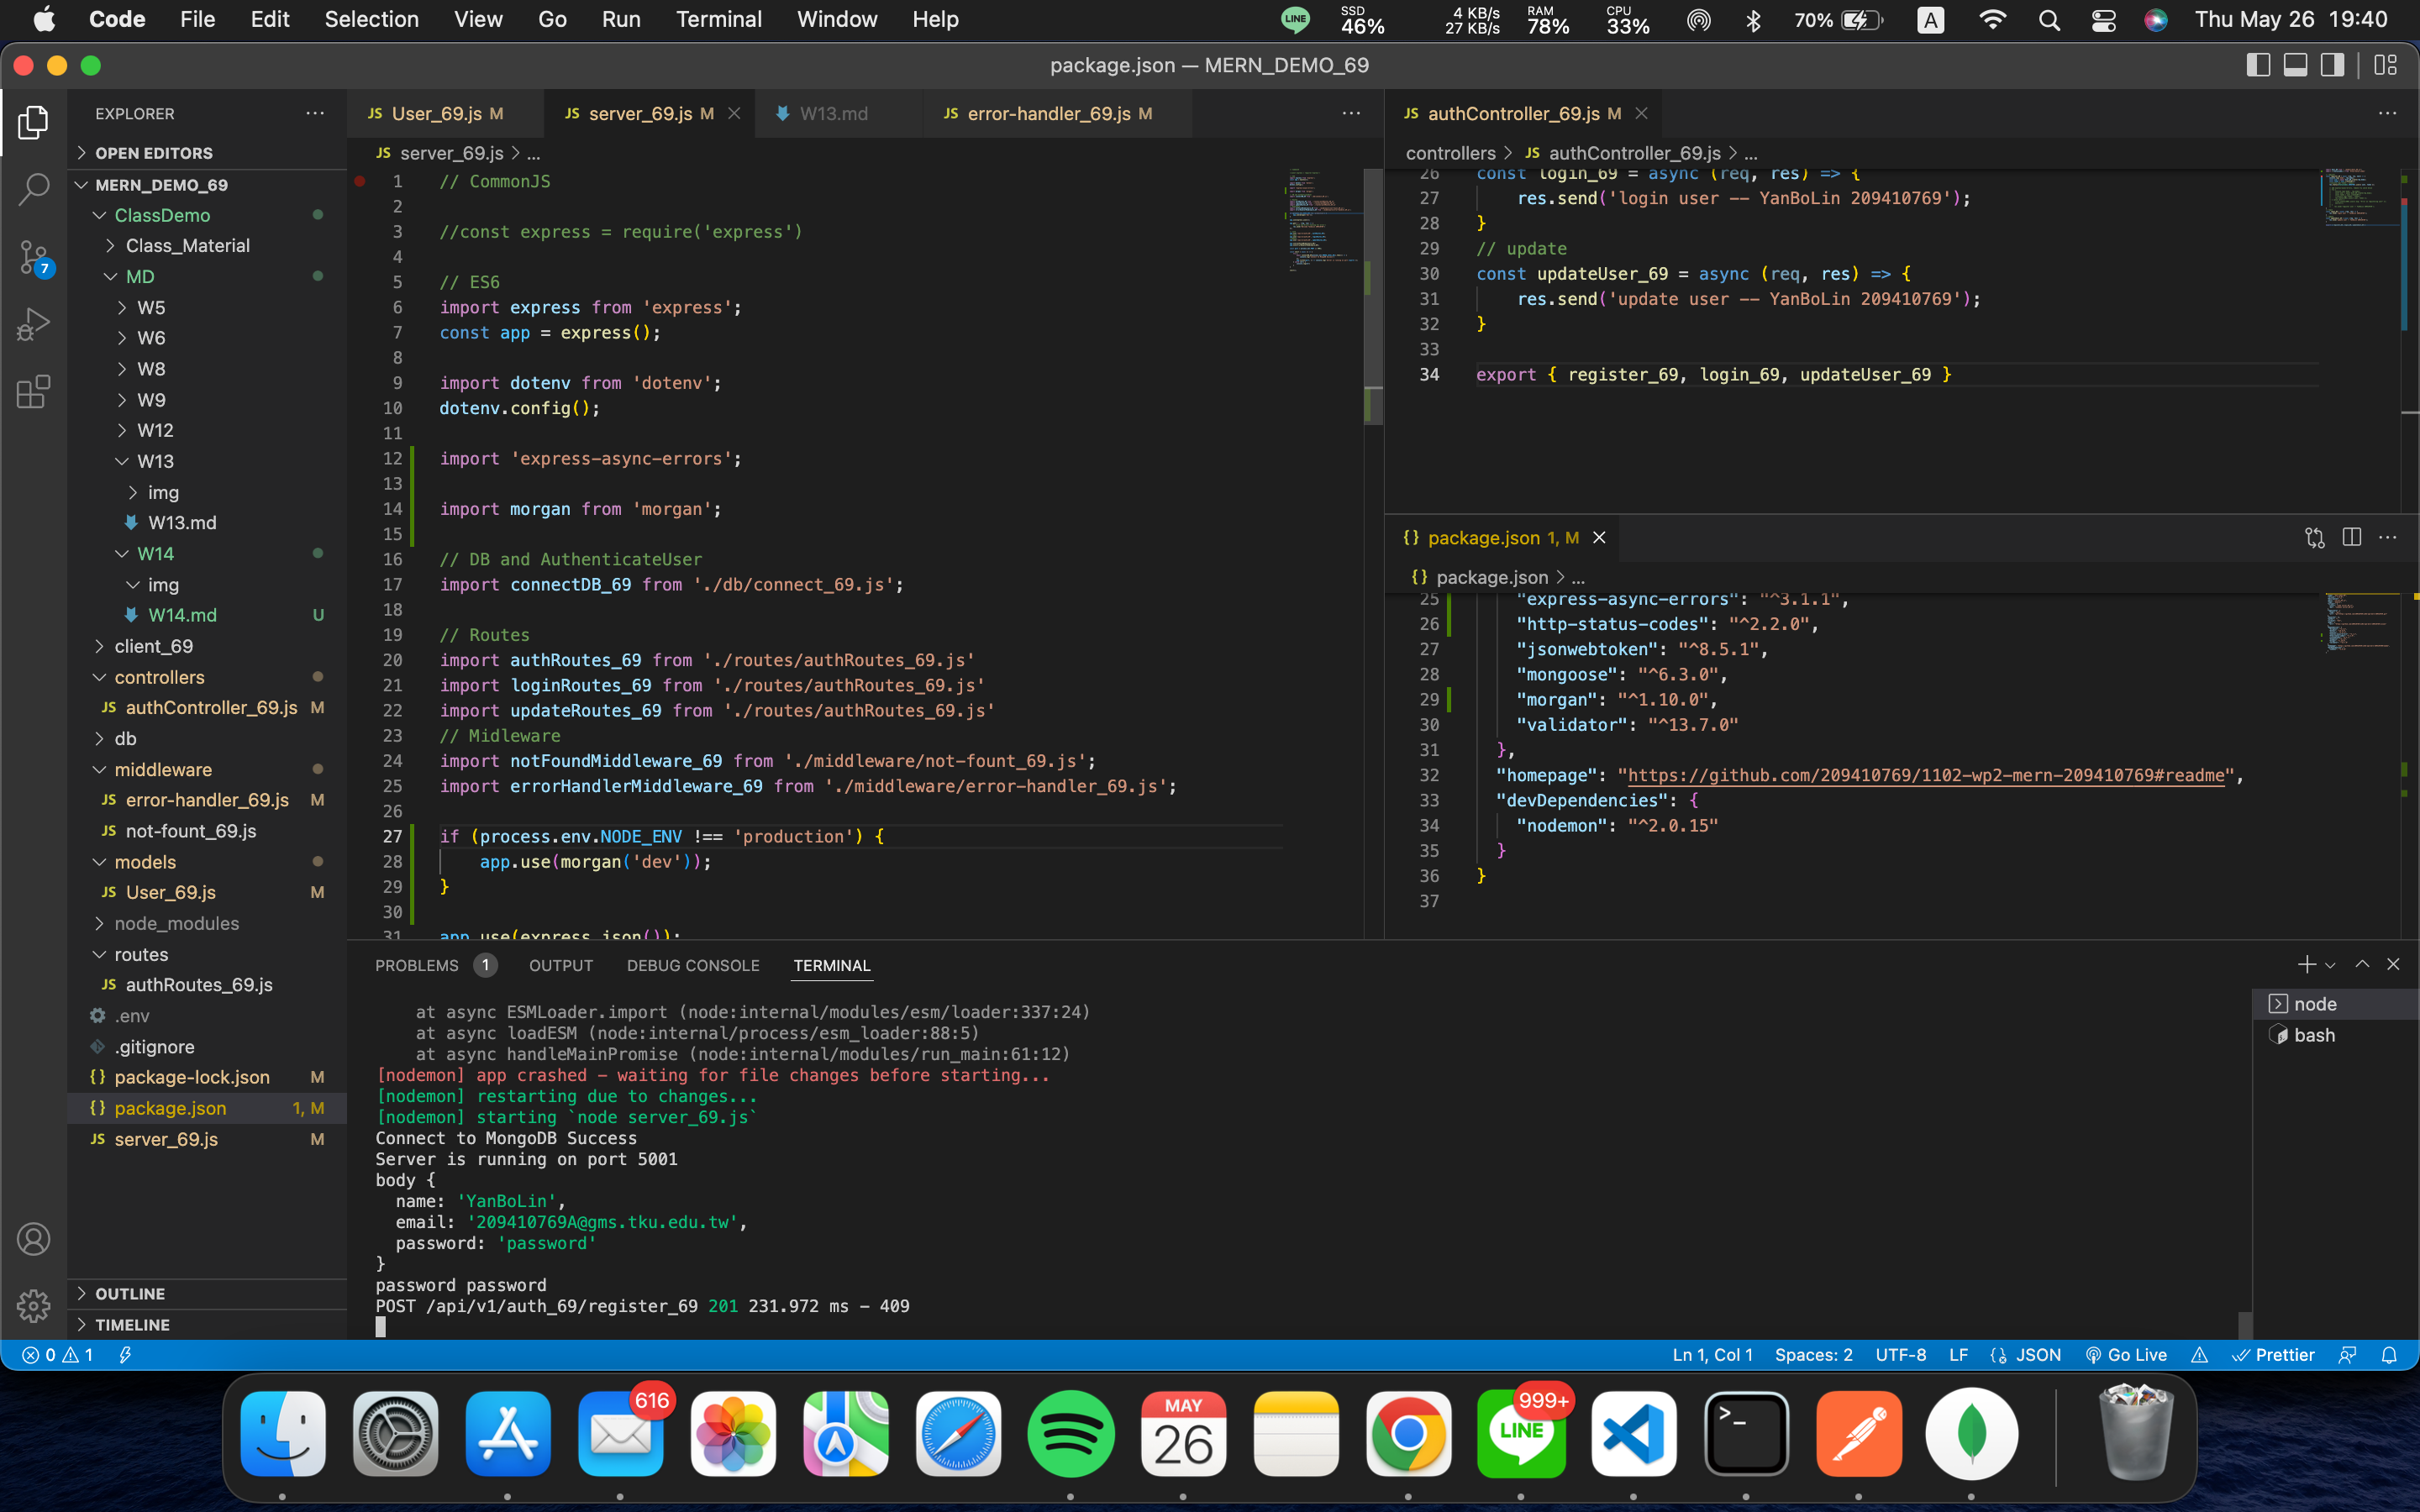 Code File Edit Selection View Go Run Terminal Window Help
LINE SSD 46% 4 KB/s 27 KB/s RAM 78% CPU 33% 70% A Thu May 26 19:40
package.json — MERN_DEMO_69
EXPLORER
OPEN EDITORS
MERN_DEMO_69
ClassDemo
Class_Material
MD
W5
W6
W8
W9
W12
W13
img
W13.md
W14
img
W14.md U
client_69
controllers
JS authController_69.js M
db
middleware
JS error-handler_69.js M
JS not-fount_69.js
models
JS User_69.js M
node_modules
routes
JS authRoutes_69.js
.env
.gitignore
{} package-lock.json M
{} package.json 1, M
JS server_69.js M
OUTLINE
TIMELINE
7
JS User_69.js M JS server_69.js M W13.md JS error-handler_69.js M
JS server_69.js > ...
1 // CommonJS
2
3 //const express = require('express')
4
5 // ES6
6 import express from 'express';
7 const app = express();
8
9 import dotenv from 'dotenv';
10 dotenv.config();
11
12 import 'express-async-errors';
13
14 import morgan from 'morgan';
15
16 // DB and AuthenticateUser
17 import connectDB_69 from './db/connect_69.js';
18
19 // Routes
20 import authRoutes_69 from './routes/authRoutes_69.js'
21 import loginRoutes_69 from './routes/authRoutes_69.js'
22 import updateRoutes_69 from './routes/authRoutes_69.js'
23 // Midleware
24 import notFoundMiddleware_69 from './middleware/not-fount_69.js';
25 import errorHandlerMiddleware_69 from './middleware/error-handler_69.js';
26
27 if (process.env.NODE_ENV !== 'production') {
28 app.use(morgan('dev'));
29 }
30
31 app.use(express.json());
JS authController_69.js M
controllers > JS authController_69.js > ...
26 const login_69 = async (req, res) => {
27 res.send('login user -- YanBoLin 209410769');
28 }
29 // update
30 const updateUser_69 = async (req, res) => {
31 res.send('update user -- YanBoLin 209410769');
32 }
33
34 export { register_69, login_69, updateUser_69 }
{} package.json 1, M
{} package.json > ...
25 "express-async-errors": "^3.1.1",
26 "http-status-codes": "^2.2.0",
27 "jsonwebtoken": "^8.5.1",
28 "mongoose": "^6.3.0",
29 "morgan": "^1.10.0",
30 "validator": "^13.7.0"
31 },
32 "homepage": "https://github.com/209410769/1102-wp2-mern-209410769#readme",
33 "devDependencies": {
34 "nodemon": "^2.0.15"
35 }
36 }
37
PROBLEMS 1 OUTPUT DEBUG CONSOLE TERMINAL
at async ESMLoader.import (node:internal/modules/esm/loader:337:24)
at async loadESM (node:internal/process/esm_loader:88:5)
at async handleMainPromise (node:internal/modules/run_main:61:12)
[nodemon] app crashed - waiting for file changes before starting...
[nodemon] restarting due to changes...
[nodemon] starting `node server_69.js`
Connect to MongoDB Success
Server is running on port 5001
body {
name: 'YanBoLin',
email: '209410769A@gms.tku.edu.tw',
password: 'password'
}
password password
POST /api/v1/auth_69/register_69 201 231.972 ms - 409
node
bash
0 1 Ln 1, Col 1 Spaces: 2 UTF-8 LF JSON Go Live Prettier
616 MAY 26 LINE 999+ >_